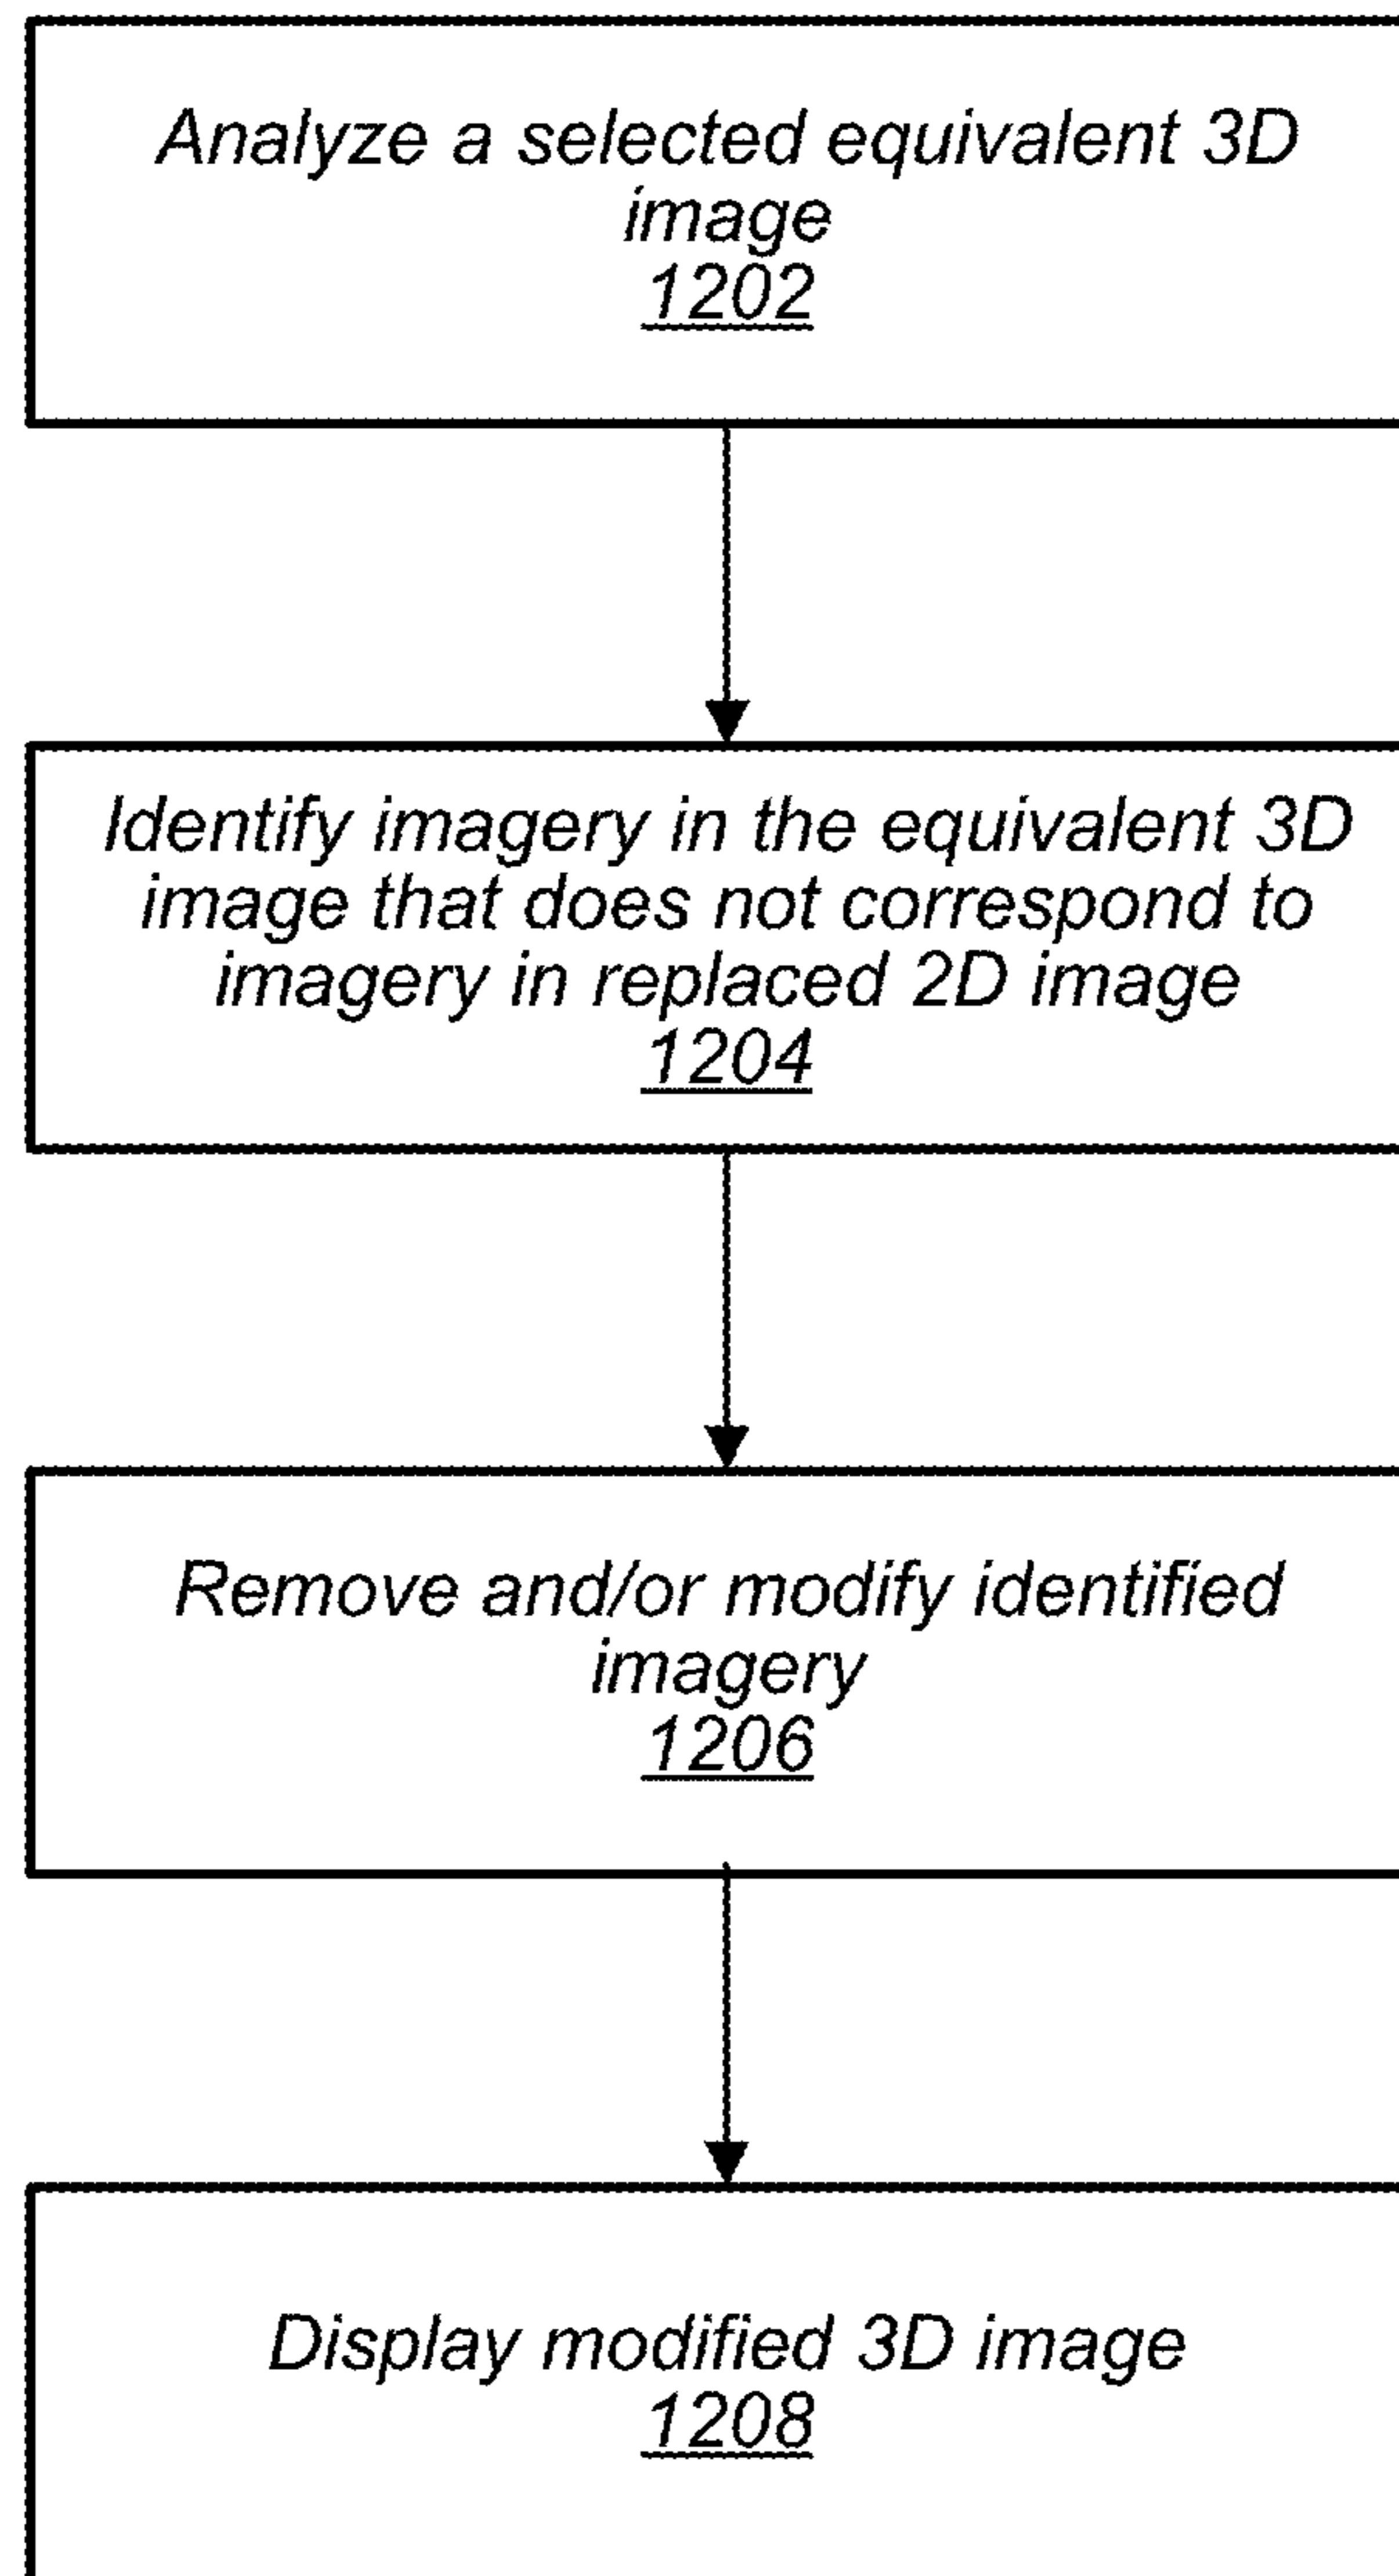 Analyze a selected equivalent 3D
image
1202
Identify imagery in the equivalent 3D
image that does not correspond to
imagery in replaced 2D image
1204
Remove and/or modify identified
imagery
1206
Display modified 3D image
1208